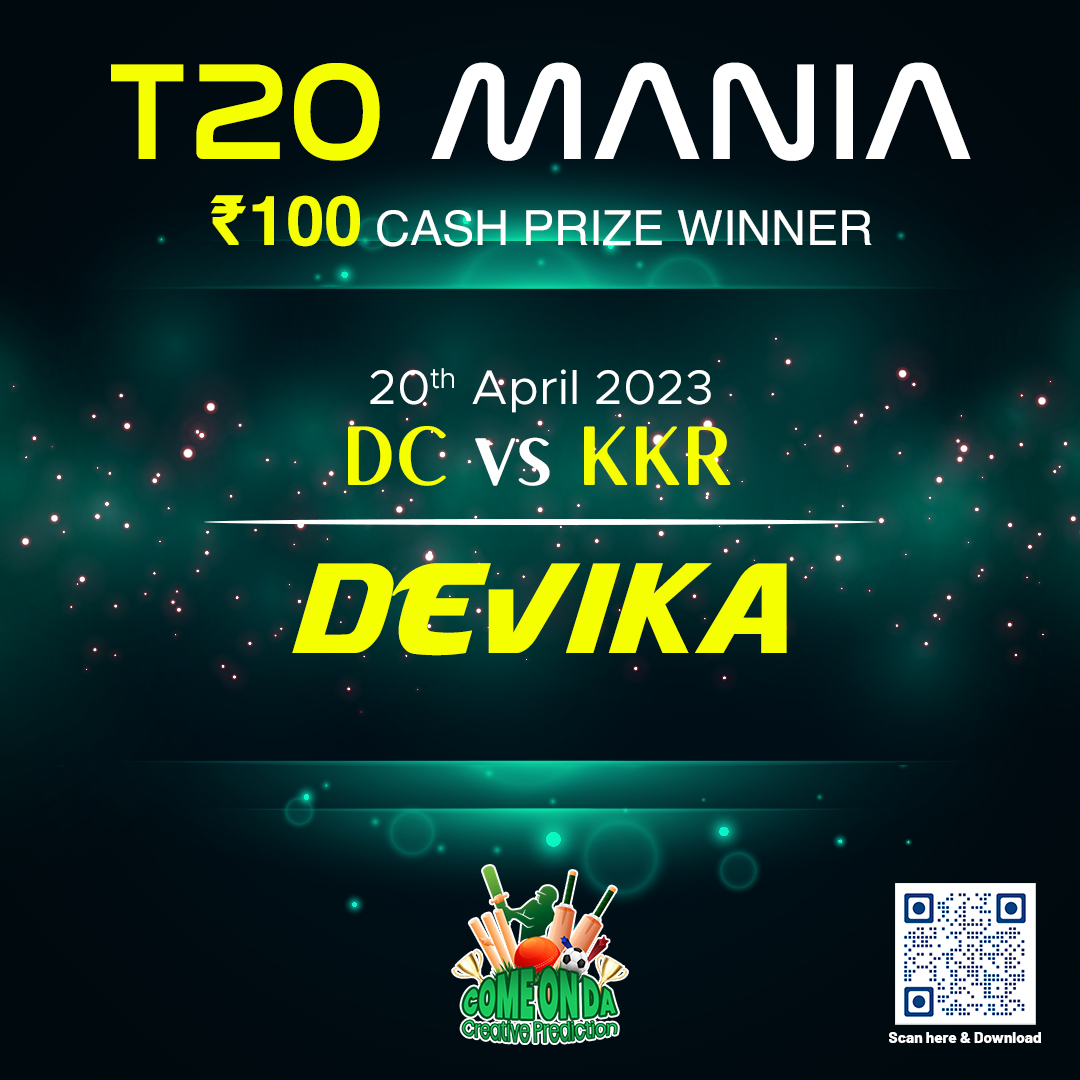 T20 MANIA
₹100 CASH PRIZE WINNER
20th April 2023
DC VS KKR
DEVIKA
COME ON DA
Creative Prediction
Scan here & Download